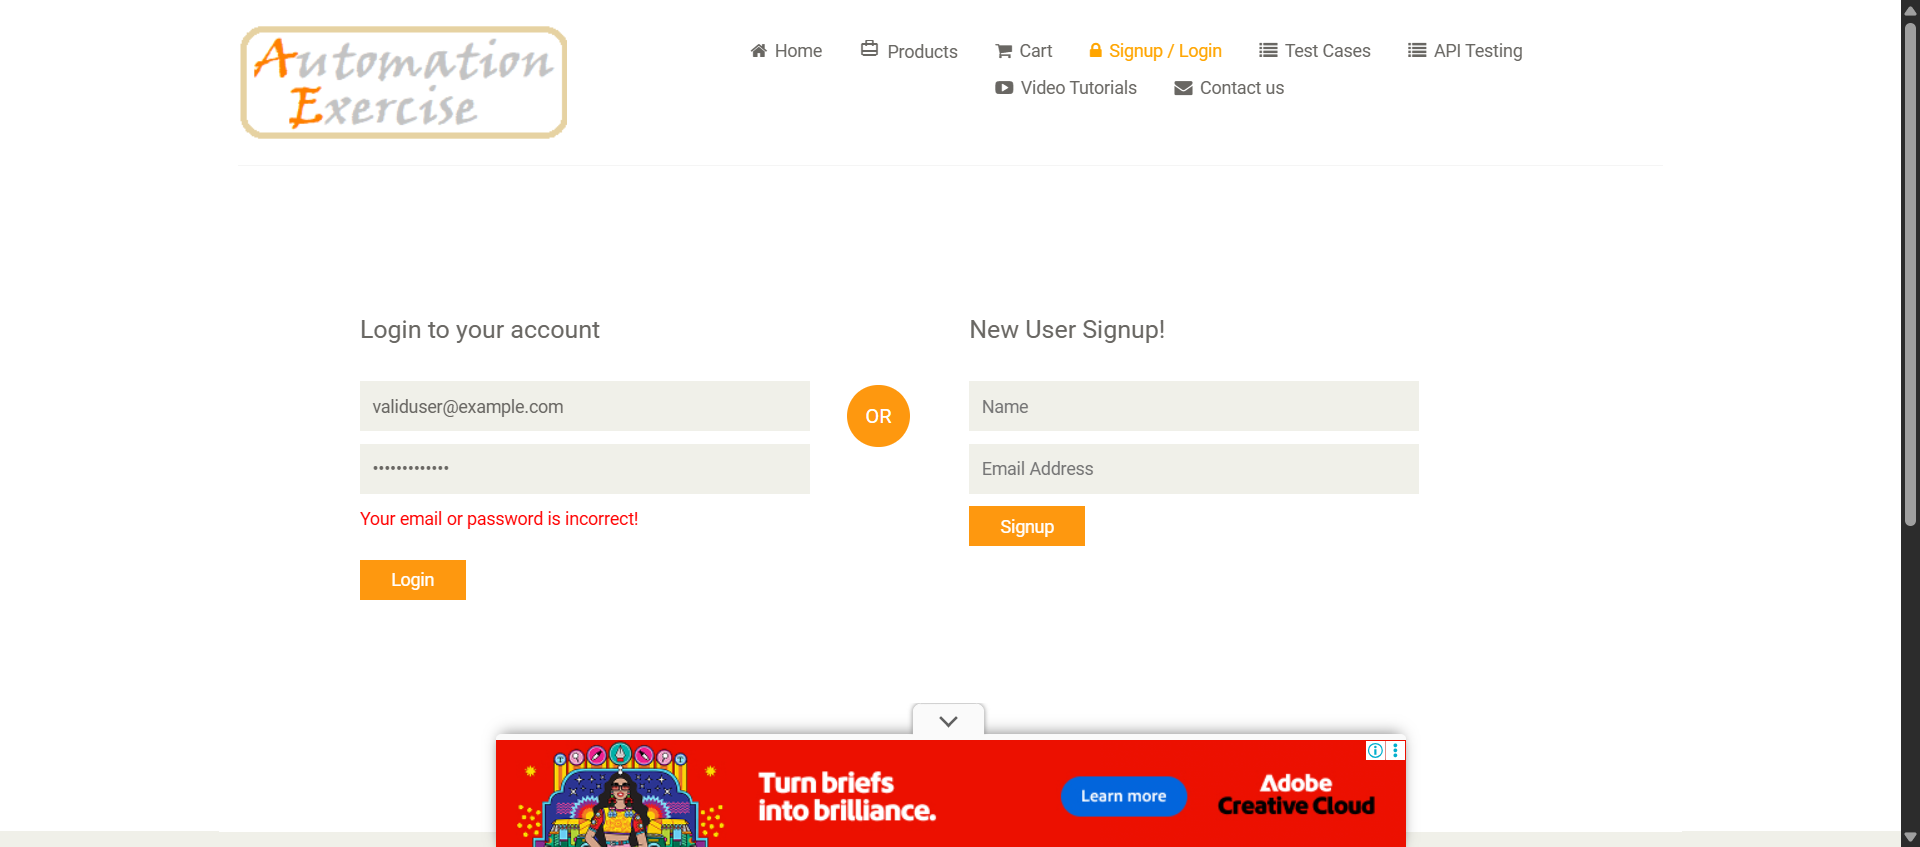 Automation
Exercise
Home
Products
Cart
Signup / Login
Test Cases
API Testing
Video Tutorials
Contact us
Login to your account
New User Signup!
validuser@example.com
•••••••••••••
OR
Name
Email Address
Your email or password is incorrect!
Signup
Login
Turn briefs
into brilliance.
Learn more
Adobe
Creative Cloud